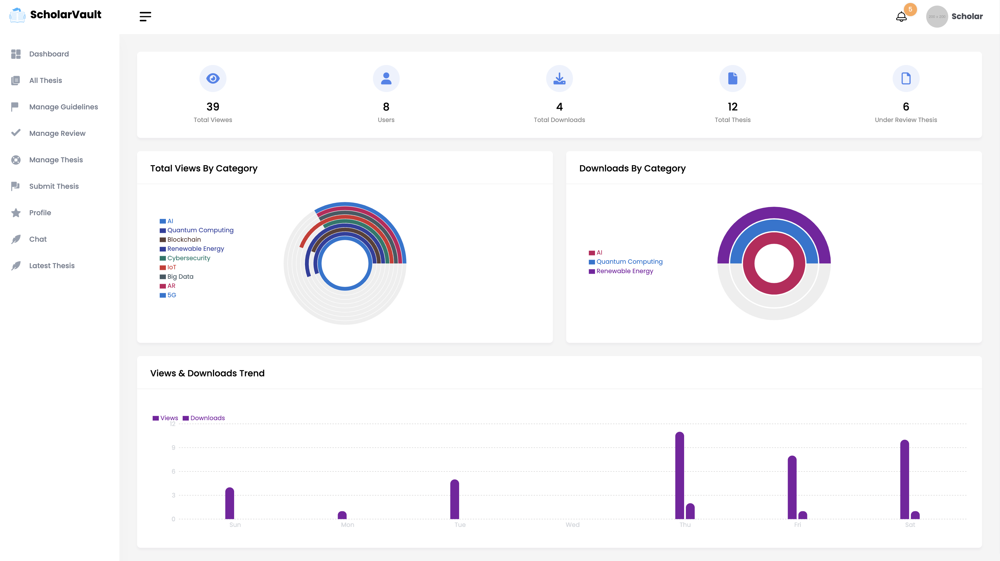 ScholarVault
5
200 x 200
Scholar
Dashboard
All Thesis
Manage Guidelines
Manage Review
Manage Thesis
Submit Thesis
Profile
Chat
Latest Thesis
39
Total Viewes
8
Users
4
Total Downloads
12
Total Thesis
6
Under Review Thesis
Total Views By Category
AI
Quantum Computing
Blockchain
Renewable Energy
Cybersecurity
IoT
Big Data
AR
5G
Downloads By Category
AI
Quantum Computing
Renewable Energy
Views & Downloads Trend
Views Downloads
12
9
6
3
0
Sun Mon Tue Wed Thu Fri Sat